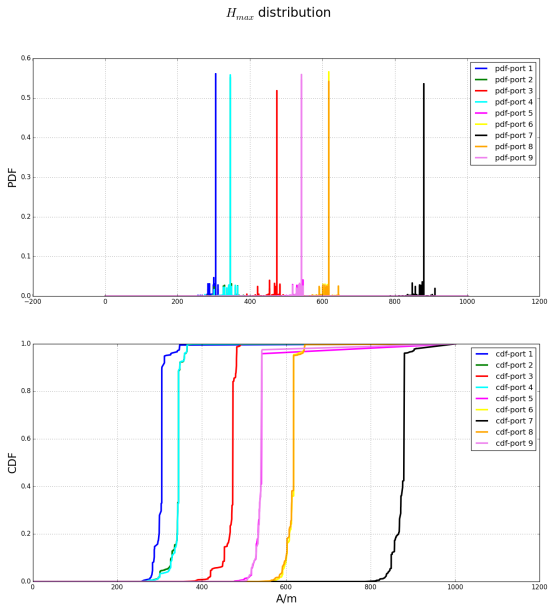 H_max distribution
0.6
0.5
0.4
0.3
0.2
0.1
0.0
PDF
−200 0 200 400 600 800 1000 1200
pdf-port 1
pdf-port 2
pdf-port 3
pdf-port 4
pdf-port 5
pdf-port 6
pdf-port 7
pdf-port 8
pdf-port 9
1.0
0.8
0.6
0.4
0.2
0.0
CDF
0 200 400 600 800 1000 1200
A/m
cdf-port 1
cdf-port 2
cdf-port 3
cdf-port 4
cdf-port 5
cdf-port 6
cdf-port 7
cdf-port 8
cdf-port 9